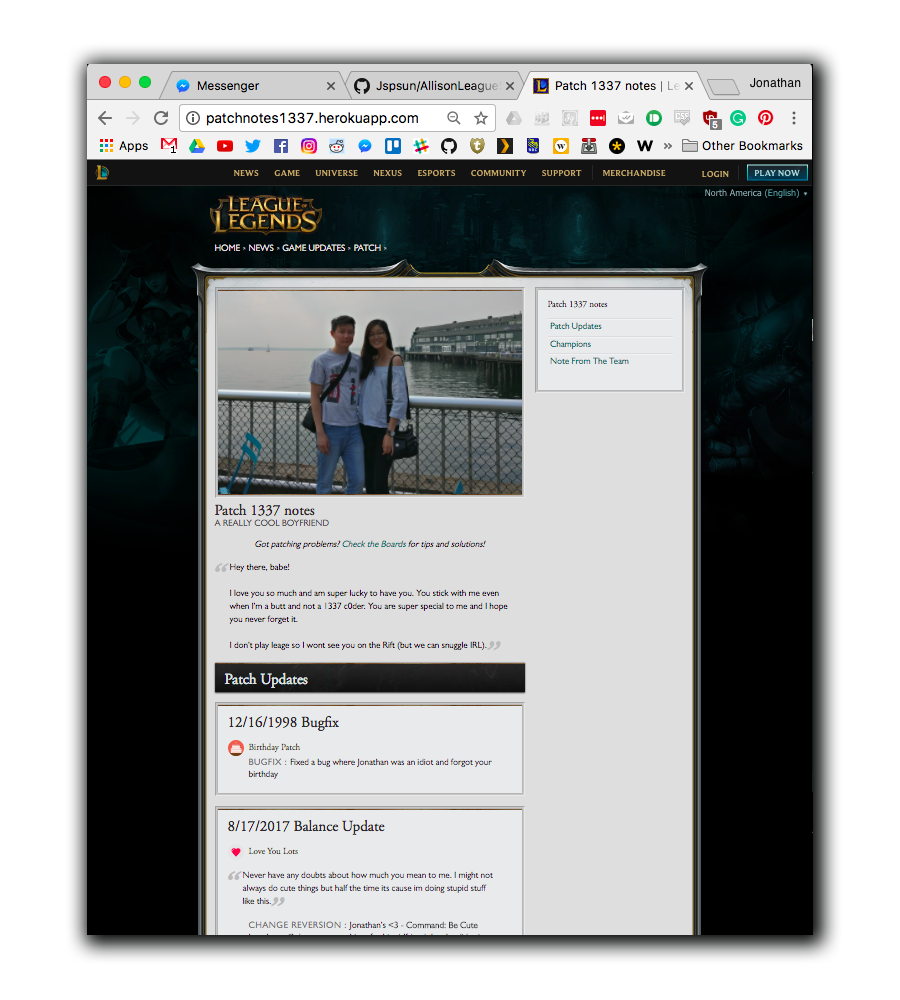 Messenger
Jspsun/AllisonLeague
Patch 1337 notes | Le
Jonathan
patchnotes1337.herokuapp.com
Apps
1
5
CSP
W
W
Other Bookmarks
NEWS GAME UNIVERSE NEXUS ESPORTS COMMUNITY SUPPORT MERCHANDISE LOGIN PLAY NOW
North America (English)
LEAGUE OF
LEGENDS
HOME » NEWS » GAME UPDATES » PATCH »
Patch 1337 notes
Patch Updates
Champions
Note From The Team
Patch 1337 notes
A REALLY COOL BOYFRIEND
Got patching problems? Check the Boards for tips and solutions!
Hey there, babe!
I love you so much and am super lucky to have you. You stick with me even
when I'm a butt and not a 1337 c0der. You are super special to me and I hope
you never forget it.
I don't play leage so I wont see you on the Rift (but we can snuggle IRL).
Patch Updates
12/16/1998 Bugfix
Birthday Patch
BUGFIX : Fixed a bug where Jonathan was an idiot and forgot your
birthday
8/17/2017 Balance Update
Love You Lots
Never have any doubts about how much you mean to me. I might not
always do cute things but half the time its cause im doing stupid stuff
like this.
CHANGE REVERSION : Jonathan's <3 - Command: Be Cute